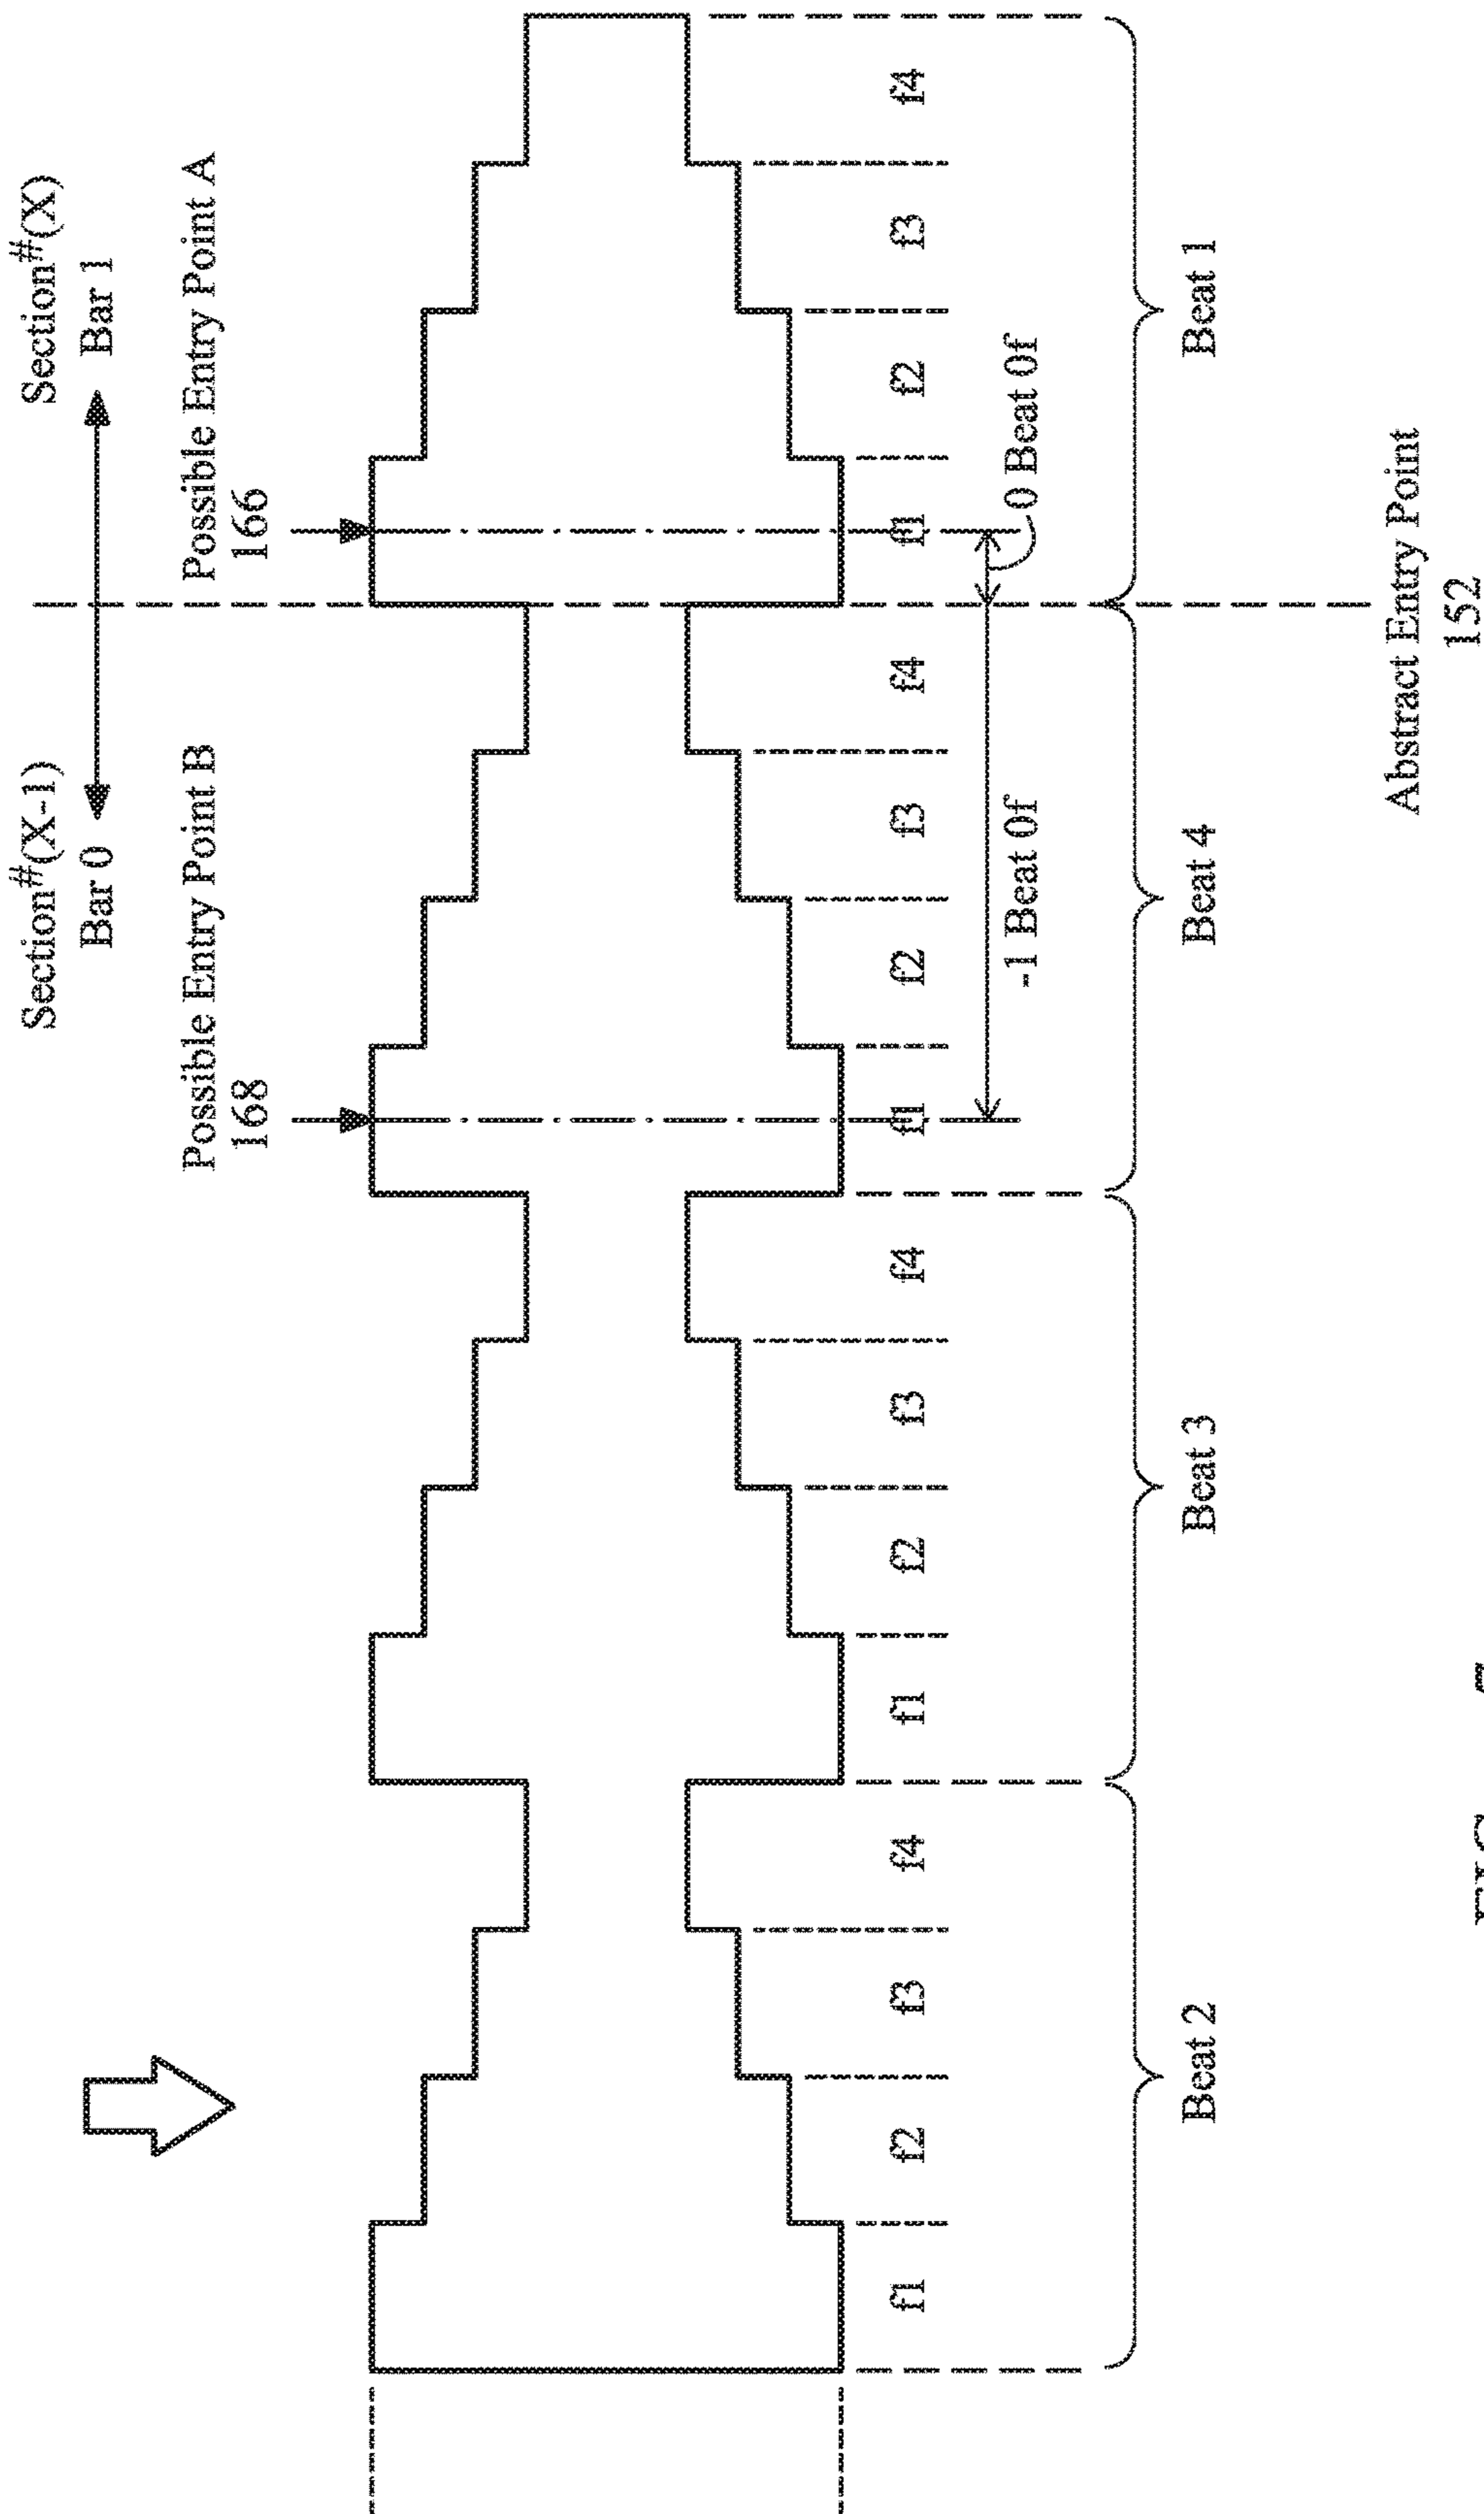 Section#(X-1)
Section#(X)
Bar 0
Bar 1
Possible Entry Point B
168
Possible Entry Point A
166
f1
f2
f3
f4
f1
f2
f3
f4
f1
f2
f3
f4
f1
f2
f3
f4
-1 Beat 0f
0 Beat 0f
Beat 2
Beat 3
Beat 4
Beat 1
Abstract Entry Point
152